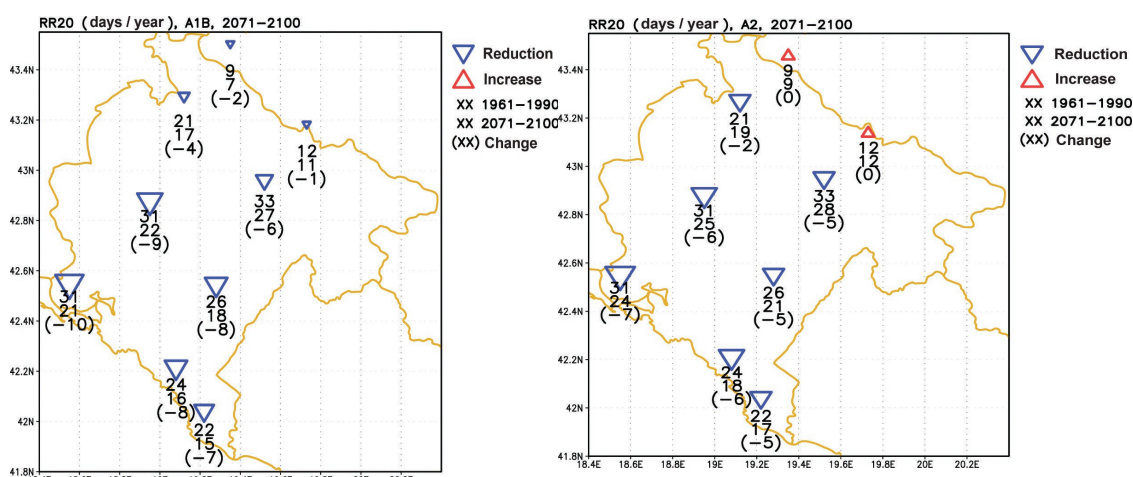 RR20 (days / year), A1B, 2071-2100
43.4N
43.2N
43N
42.8N
42.6N
42.4N
42.2N
42N
41.8N
9
7
(-2)
21
17
(-4)
12
11
(-1)
33
27
(-6)
31
22
(-9)
31
21
(-10)
26
18
(-8)
24
16
(-8)
22
15
(-7)
Reduction
Increase
XX 1961-1990
XX 2071-2100
(XX) Change
RR20 (days / year), A2, 2071-2100
43.4N
43.2N
43N
42.8N
42.6N
42.4N
42.2N
42N
41.8N
9
9
(0)
21
19
(-2)
12
12
(0)
33
28
(-5)
31
25
(-6)
31
24
(-7)
26
21
(-5)
24
18
(-6)
22
17
(-5)
18.4E 18.6E 18.8E 19E 19.2E 19.4E 19.6E 19.8E 20E 20.2E
Reduction
Increase
XX 1961-1990
XX 2071-2100
(XX) Change